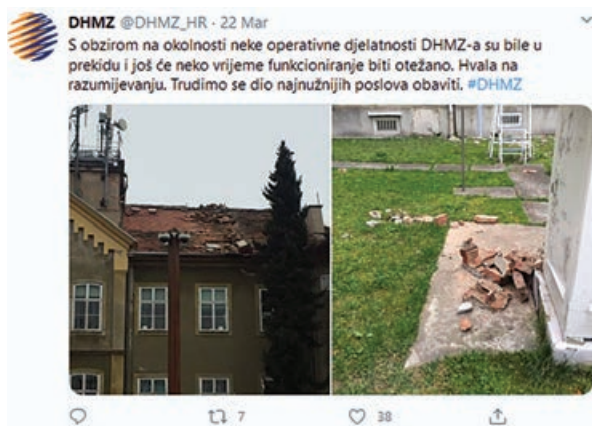 DHMZ @DHMZ_HR · 22 Mar
S obzirom na okolnosti neke operativne djelatnosti DHMZ-a su bile u
prekidu i još će neko vrijeme funkcioniranje biti otežano. Hvala na
razumijevanju. Trudimo se dio najnužnijih poslova obaviti. #DHMZ
7
38